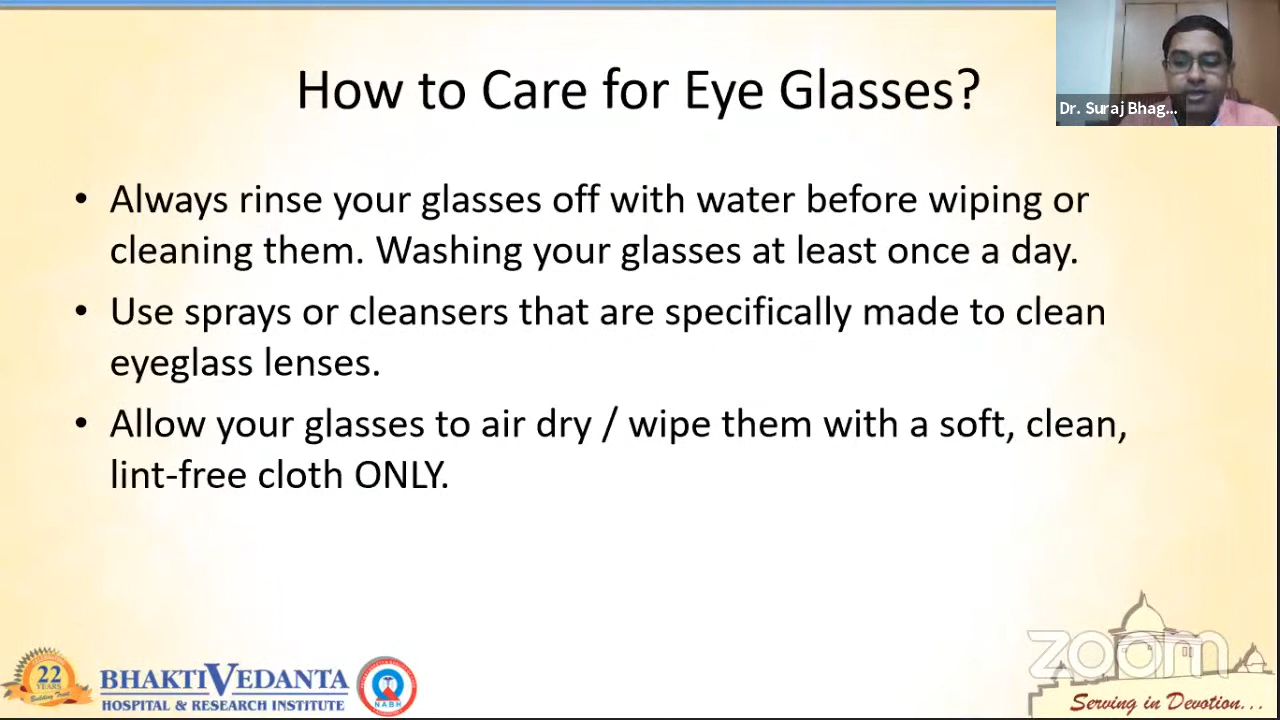 How to Care for Eye Glasses?
Dr. Suraj Bhag...
• Always rinse your glasses off with water before wiping or
cleaning them. Washing your glasses at least once a day.
• Use sprays or cleansers that are specifically made to clean
eyeglass lenses.
• Allow your glasses to air dry / wipe them with a soft, clean,
lint-free cloth ONLY.
zoom
22
YEARS
Building Trust
BHAKTIVEDANTA
HOSPITAL & RESEARCH INSTITUTE
NABH
Serving in Devotion...